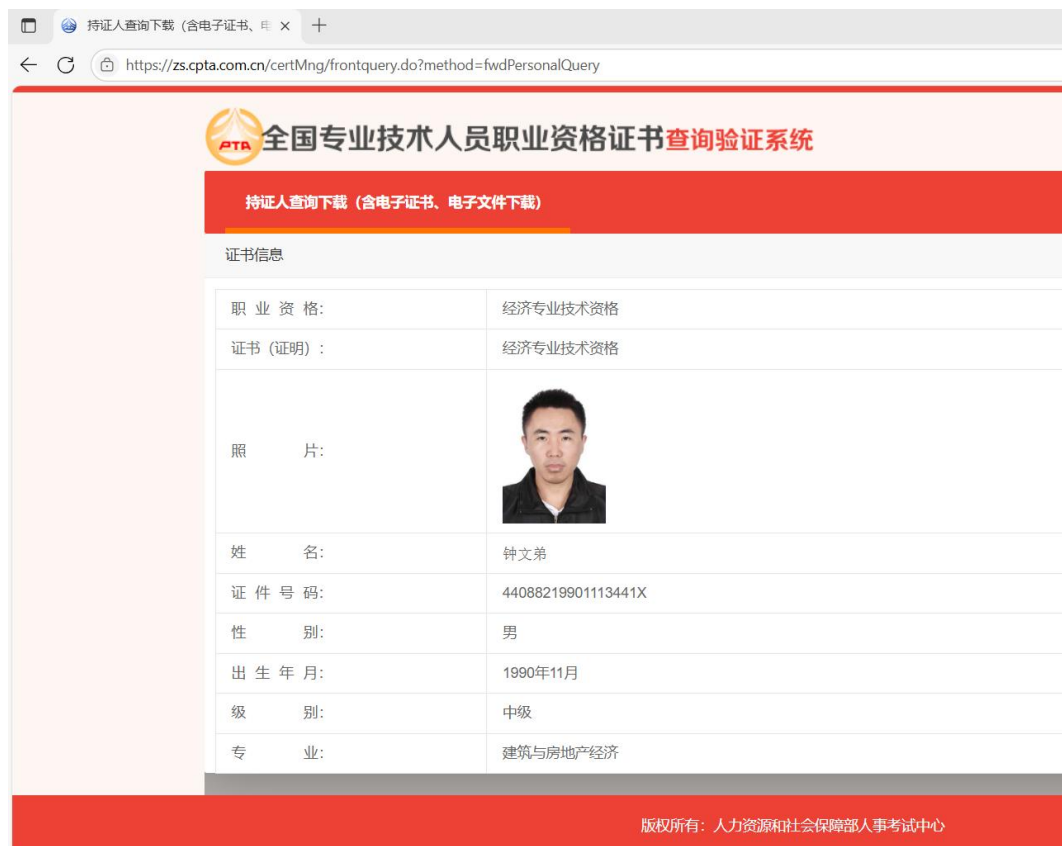 持证人查询下载（含电子证书、电
https://zs.cpta.com.cn/certMng/frontquery.do?method=fwdPersonalQuery
PTA 全国专业技术人员职业资格证书查询验证系统
持证人查询下载（含电子证书、电子文件下载）
证书信息
职 业 资 格: 经济专业技术资格
证书（证明）: 经济专业技术资格
照 片:
姓 名: 钟文弟
证 件 号 码: 44088219901113441X
性 别: 男
出 生 年 月: 1990年11月
级 别: 中级
专 业: 建筑与房地产经济
版权所有：人力资源和社会保障部人事考试中心